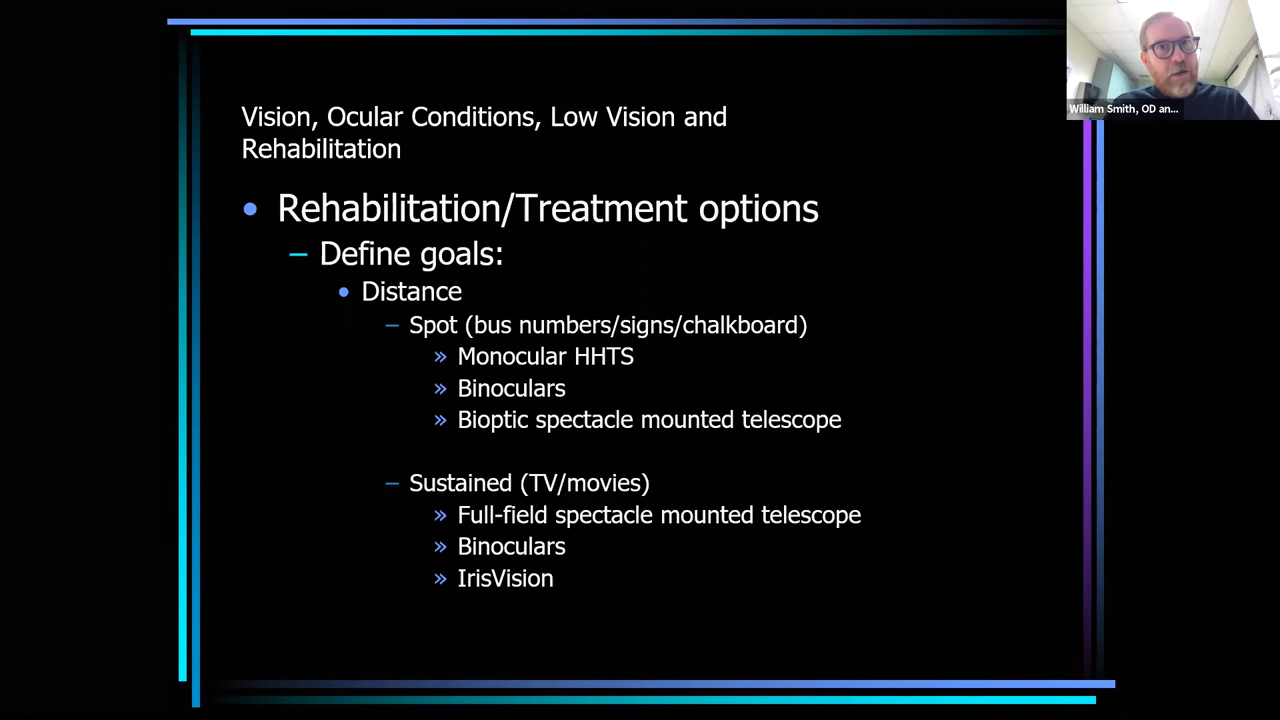 William Smith, OD an...
Vision, Ocular Conditions, Low Vision and
Rehabilitation
• Rehabilitation/Treatment options
– Define goals:
• Distance
– Spot (bus numbers/signs/chalkboard)
» Monocular HHTS
» Binoculars
» Bioptic spectacle mounted telescope
– Sustained (TV/movies)
» Full-field spectacle mounted telescope
» Binoculars
» IrisVision